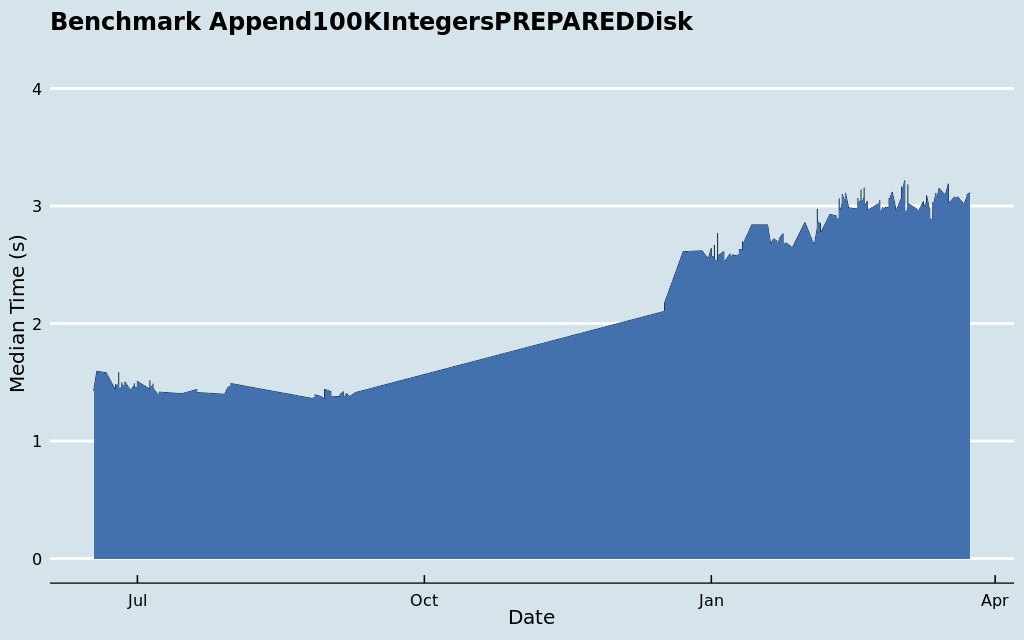 Benchmark Append100KIntegersPREPAREDDisk
4
3
2
1
0
Median Time (s)
Jul Oct Jan Apr
Date